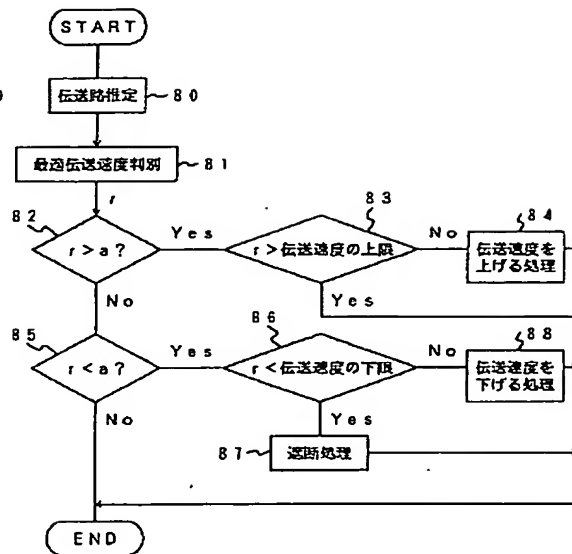 START
伝送路推定
80
最適伝送速度判別
81
r
82
r>a?
Yes
83
r>伝送速度の上限
No
84
伝送速度を
上げる処理
No
Yes
85
r<a?
Yes
86
r<伝送速度の下限
No
88
伝送速度を
下げる処理
No
Yes
87
遮断処理
END